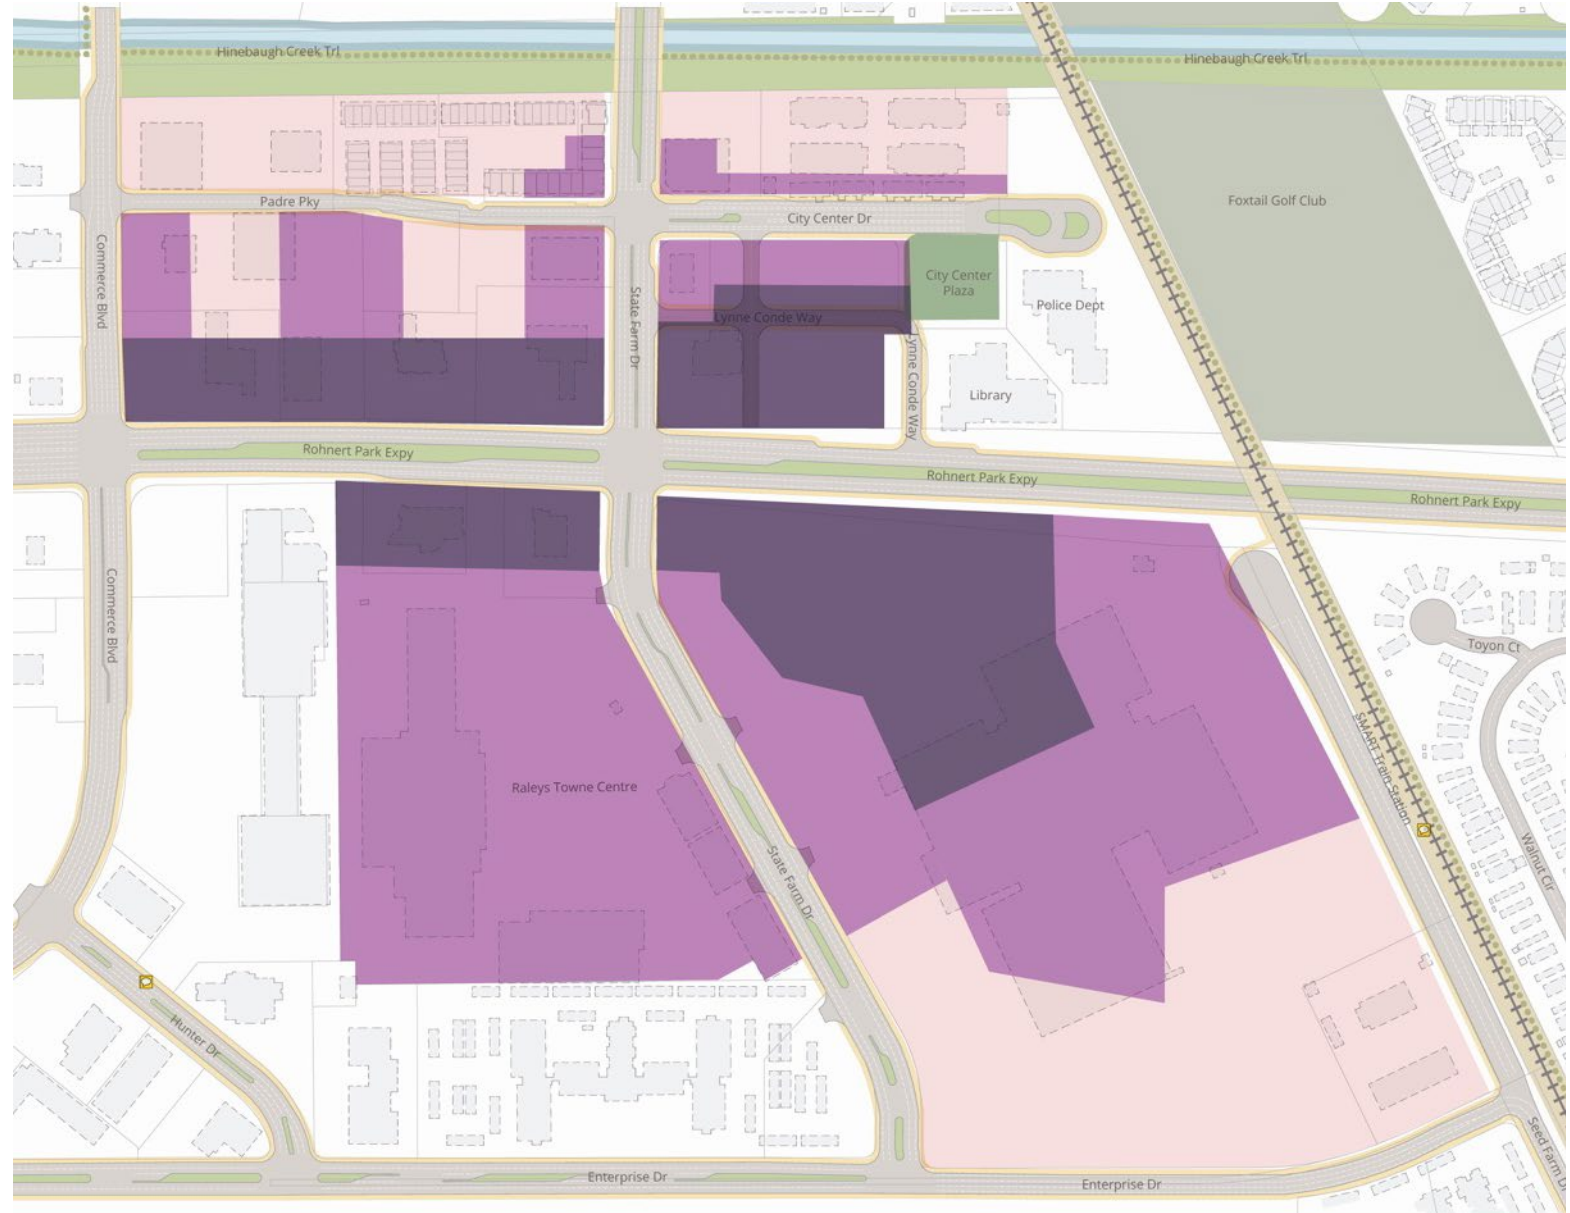 Hinebaugh Creek Trl
Hinebaugh Creek Trl
Padre Pky
City Center Dr
Foxtail Golf Club
Commerce Blvd
State Farm Dr
City Center
Plaza
Police Dept
Lynne Conde Way
Lynne Conde Way
Library
Rohnert Park Expy
Rohnert Park Expy
Rohnert Park Expy
Commerce Blvd
Toyon Ct
SMART Train Station
Raleys Towne Centre
State Farm Dr
Walnut Cir
Hunter Dr
Enterprise Dr
Enterprise Dr
Seed Farm Dr